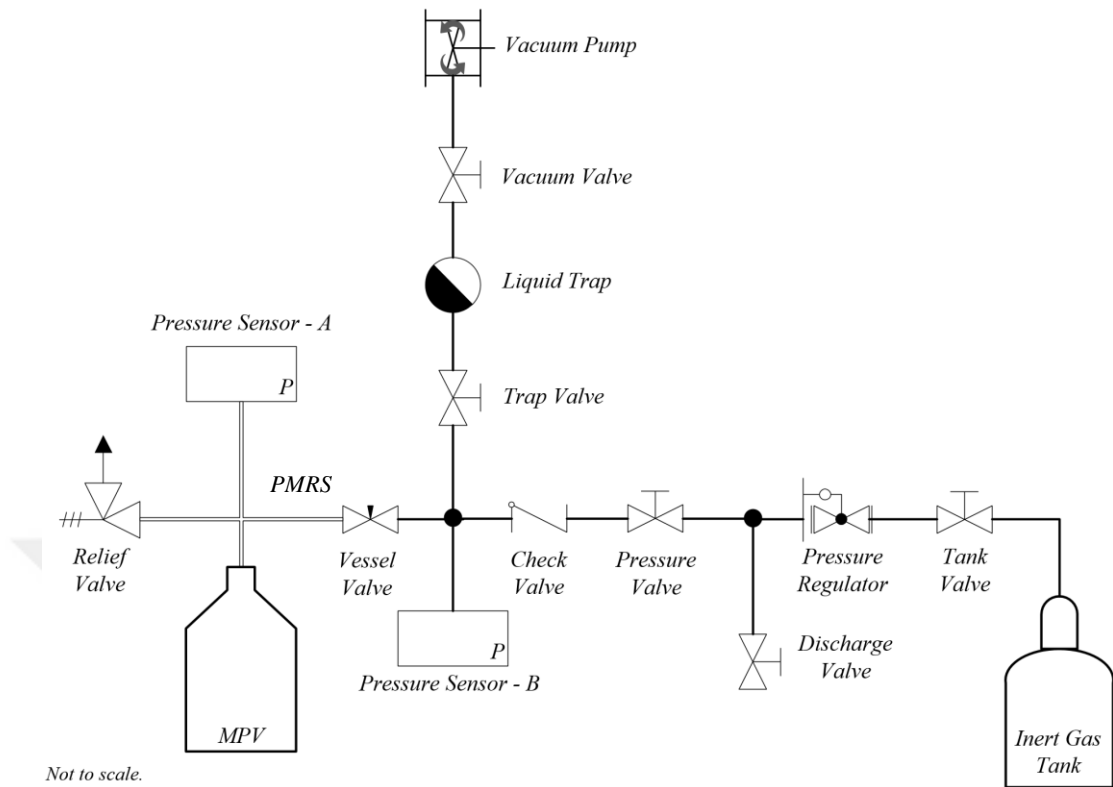 Vacuum Pump
Vacuum Valve
Liquid Trap
Pressure Sensor - A
P
Trap Valve
PMRS
Relief
Valve
Vessel
Valve
Check
Valve
Pressure
Valve
Pressure
Regulator
Tank
Valve
P
Pressure Sensor - B
Discharge
Valve
MPV
Inert Gas
Tank
Not to scale.